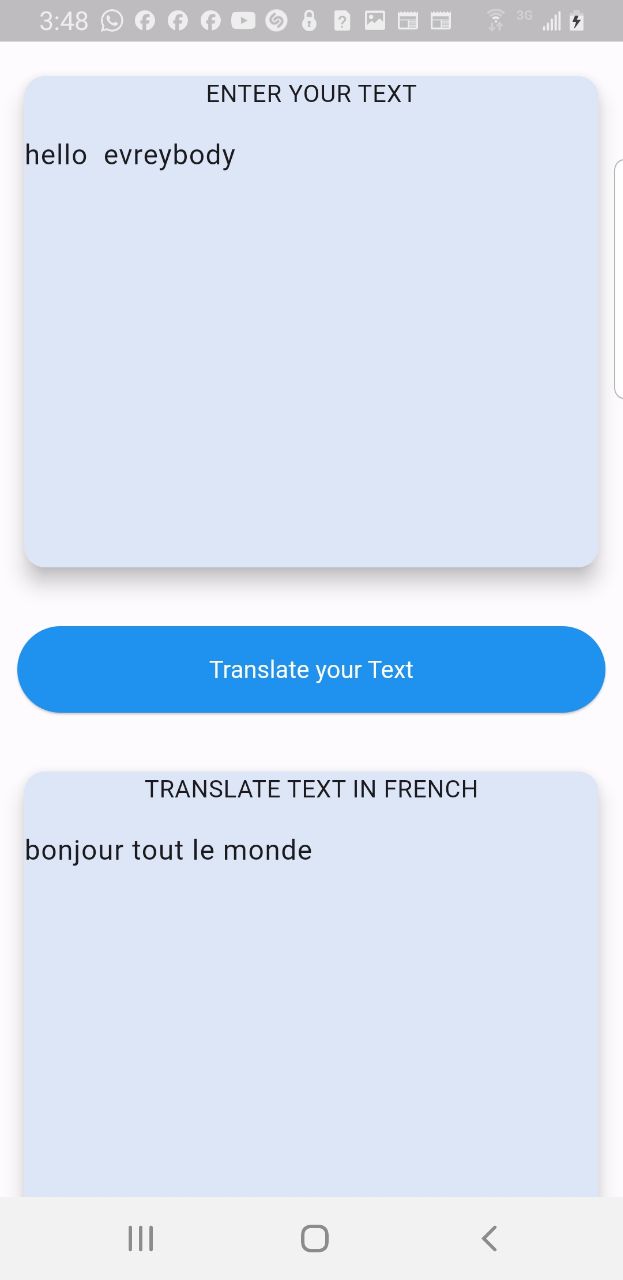 3:48 3G
ENTER YOUR TEXT
hello  evreybody
Translate your Text
TRANSLATE TEXT IN FRENCH
bonjour tout le monde